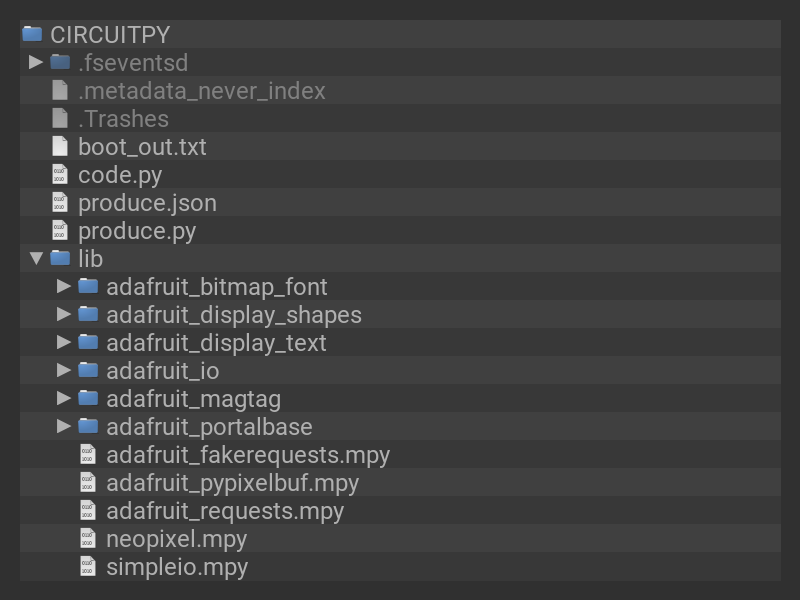 CIRCUITPY
.fseventsd
.metadata_never_index
.Trashes
boot_out.txt
code.py
produce.json
produce.py
lib
adafruit_bitmap_font
adafruit_display_shapes
adafruit_display_text
adafruit_io
adafruit_magtag
adafruit_portalbase
adafruit_fakerequests.mpy
adafruit_pypixelbuf.mpy
adafruit_requests.mpy
neopixel.mpy
simpleio.mpy